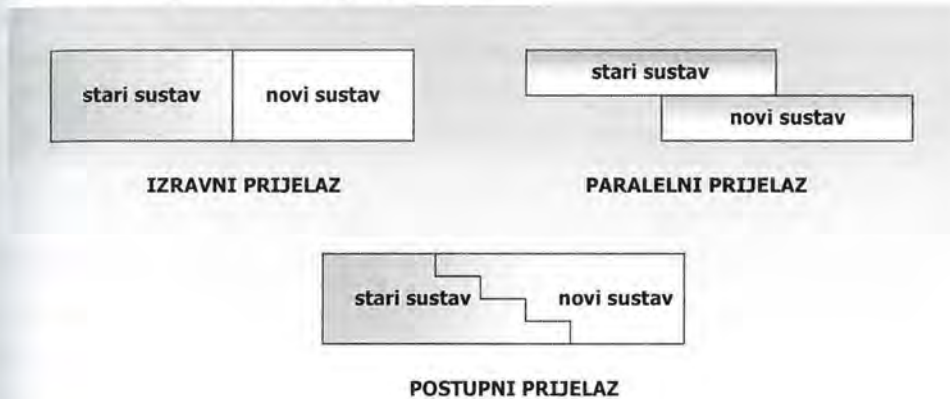 stari sustav
novi sustav
IZRAVNI PRIJELAZ
stari sustav
novi sustav
PARALELNI PRIJELAZ
stari sustav
novi sustav
POSTUPNI PRIJELAZ